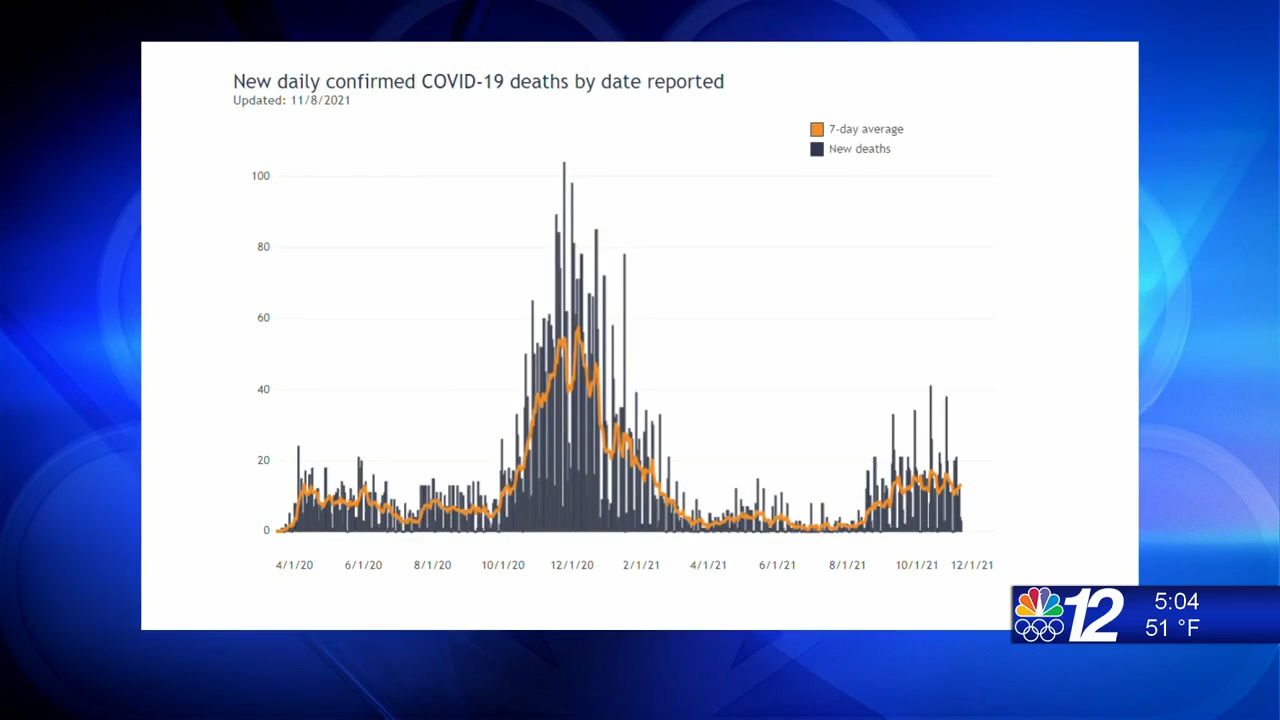 New daily confirmed COVID-19 deaths by date reported
Updated: 11/8/2021
7-day average
New deaths
100
80
60
40
20
0
4/1/20 6/1/20 8/1/20 10/1/20 12/1/20 2/1/21 4/1/21 6/1/21 8/1/21 10/1/21 12/1/21
12
5:04
51 °F